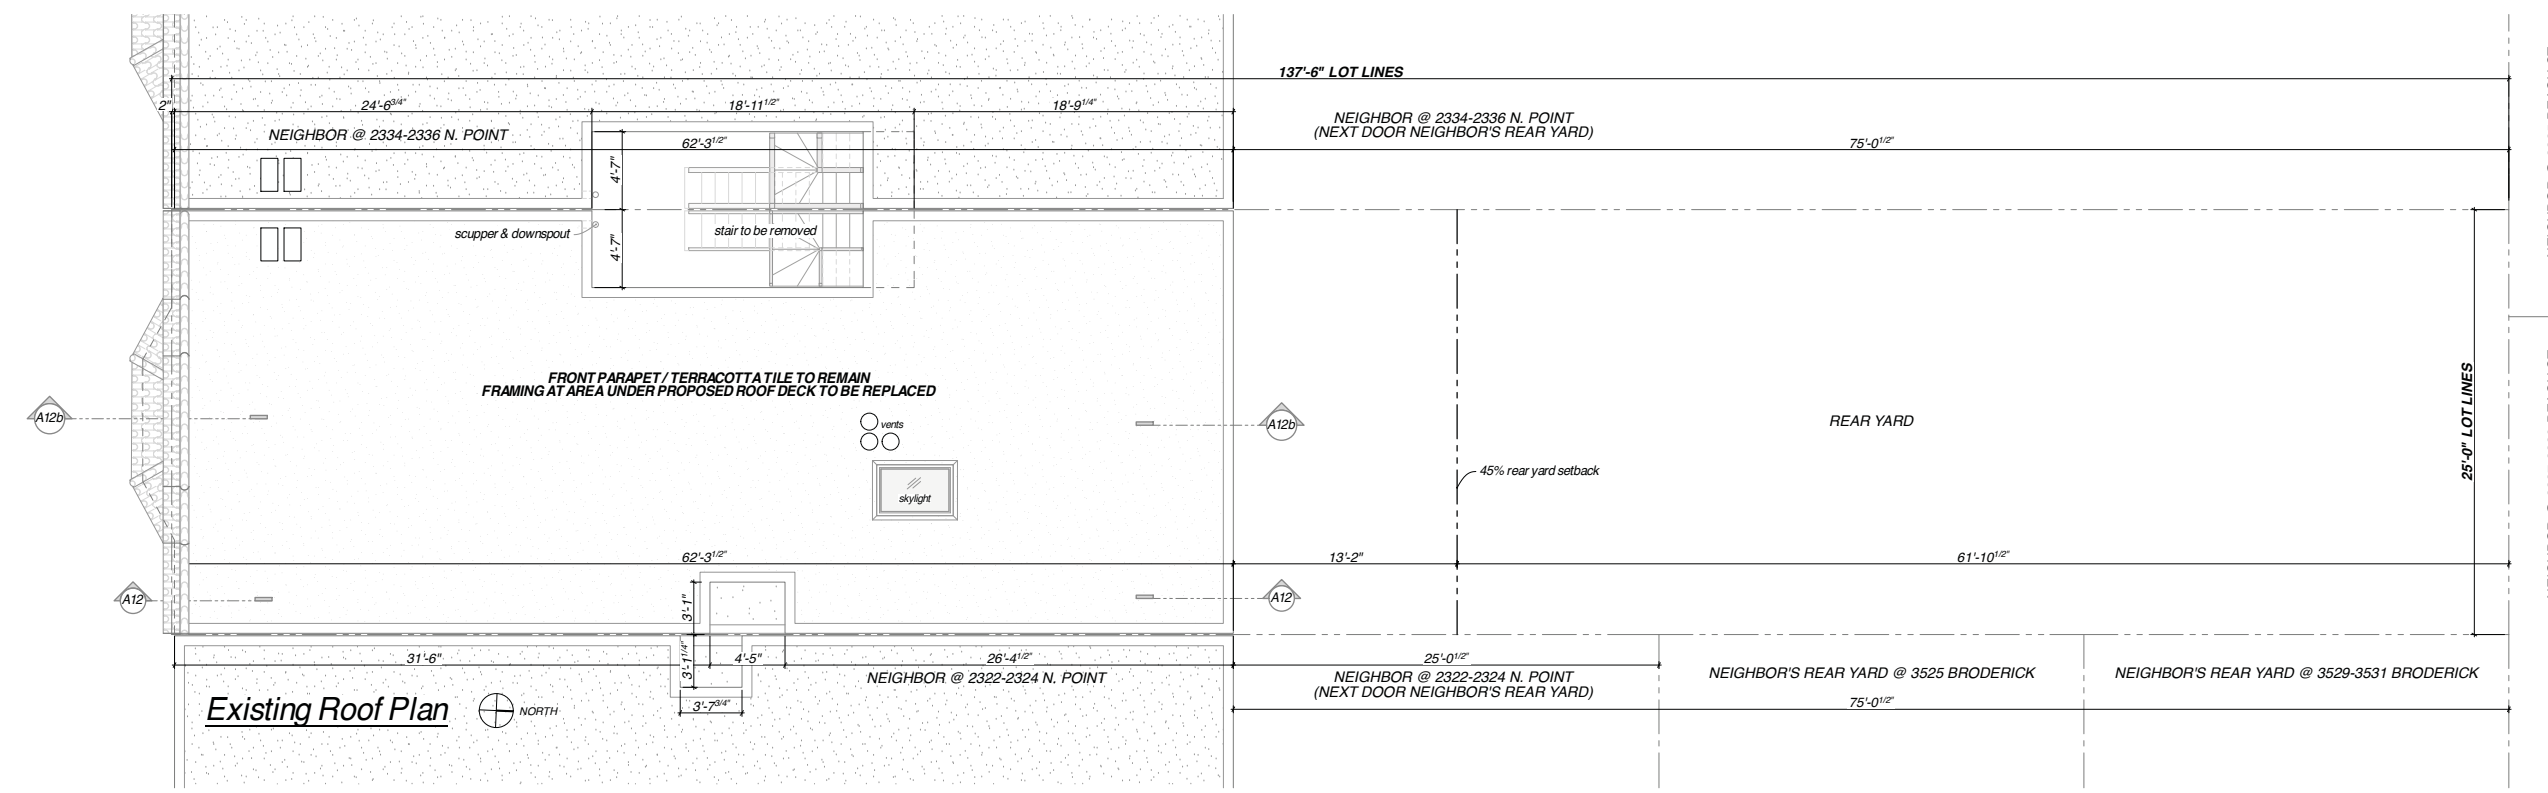 137'-6" LOT LINES
2"
24'-6 3/4"
18'-11 1/2"
18'-9 1/4"
NEIGHBOR @ 2334-2336 N. POINT
NEIGHBOR @ 2334-2336 N. POINT
(NEXT DOOR NEIGHBOR'S REAR YARD)
62'-3 1/2"
75'-0 1/2"
4'-7"
4'-7"
scupper & downspout
stair to be removed
FRONT PARAPET / TERRACOTTA TILE TO REMAIN
FRAMING AT AREA UNDER PROPOSED ROOF DECK TO BE REPLACED
A12b
vents
A12b
REAR YARD
25'-0" LOT LINES
45% rear yard setback
skylight
62'-3 1/2"
13'-2"
61'-10 1/2"
A12
3'-1"
A12
31'-6"
3'-1 1/4"
4'-5"
26'-4 1/2"
25'-0 1/2"
NEIGHBOR @ 2322-2324 N. POINT
NEIGHBOR @ 2322-2324 N. POINT
(NEXT DOOR NEIGHBOR'S REAR YARD)
NEIGHBOR'S REAR YARD @ 3525 BRODERICK
NEIGHBOR'S REAR YARD @ 3529-3531 BRODERICK
75'-0 1/2"
3'-7 3/4"
Existing Roof Plan
NORTH